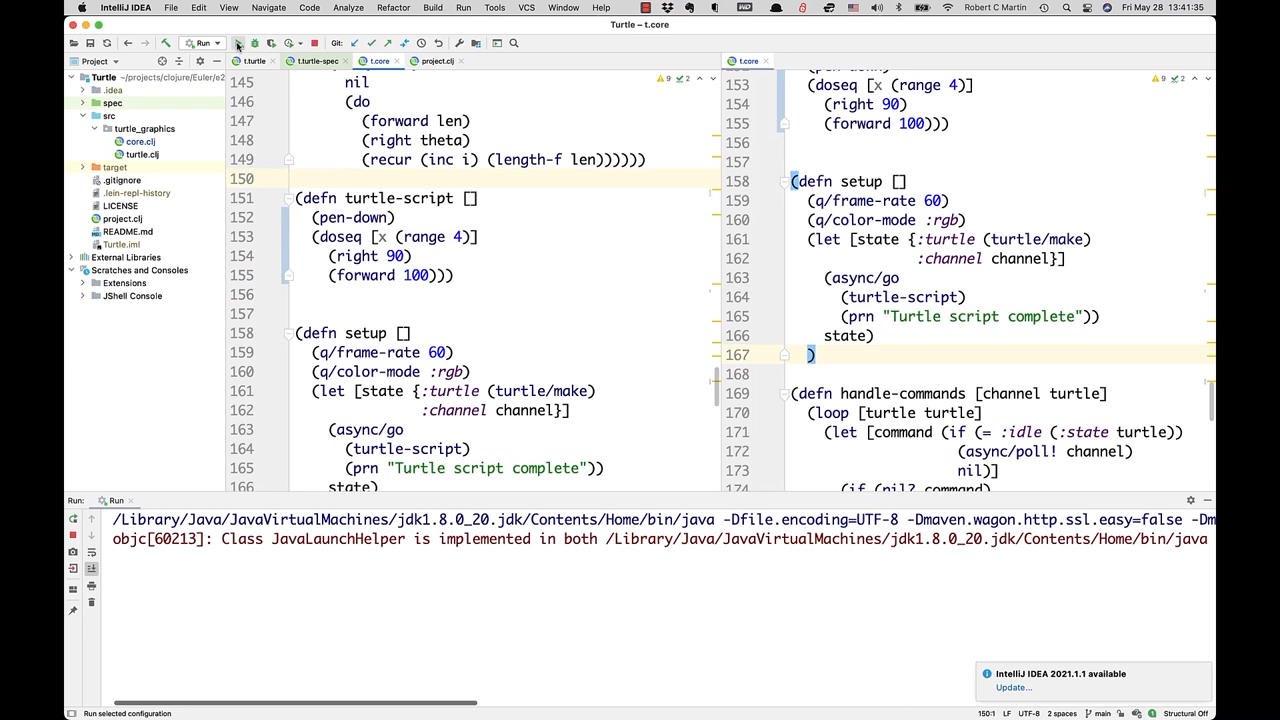 IntelliJ IDEA File Edit View Navigate Code Analyze Refactor Build Run Tools VCS Window Help Robert C Martin Fri May 28 13:41:35
Turtle – t.core
Run Git:
Project t.turtle t.turtle-spec t.core project.clj t.core
Turtle ~/projects/clojure/Euler/e2
.idea
spec
src
turtle_graphics
core.clj
turtle.clj
target
.gitignore
.lein-repl-history
LICENSE
project.clj
README.md
Turtle.iml
External Libraries
Scratches and Consoles
Extensions
JShell Console
9 2
145 nil
146 (do
147 (forward len)
148 (right theta)
149 (recur (inc i) (length-f len))))))
150
151 (defn turtle-script []
152 (pen-down)
153 (doseq [x (range 4)]
154 (right 90)
155 (forward 100)))
156
157
158 (defn setup []
159 (q/frame-rate 60)
160 (q/color-mode :rgb)
161 (let [state {:turtle (turtle/make)
162 :channel channel}]
163 (async/go
164 (turtle-script)
165 (prn "Turtle script complete"))
166 state)
9 2
153 (doseq [x (range 4)]
154 (right 90)
155 (forward 100)))
156
157
158 (defn setup []
159 (q/frame-rate 60)
160 (q/color-mode :rgb)
161 (let [state {:turtle (turtle/make)
162 :channel channel}]
163 (async/go
164 (turtle-script)
165 (prn "Turtle script complete"))
166 state)
167 )
168
169 (defn handle-commands [channel turtle]
170 (loop [turtle turtle]
171 (let [command (if (= :idle (:state turtle))
172 (async/poll! channel)
173 nil)]
174 (if (nil? command)
Run: Run
/Library/Java/JavaVirtualMachines/jdk1.8.0_20.jdk/Contents/Home/bin/java -Dfile.encoding=UTF-8 -Dmaven.wagon.http.ssl.easy=false -Dm
objc[60213]: Class JavaLaunchHelper is implemented in both /Library/Java/JavaVirtualMachines/jdk1.8.0_20.jdk/Contents/Home/bin/java
IntelliJ IDEA 2021.1.1 available
Update...
Run selected configuration 150:1 LF UTF-8 2 spaces main Structural Off